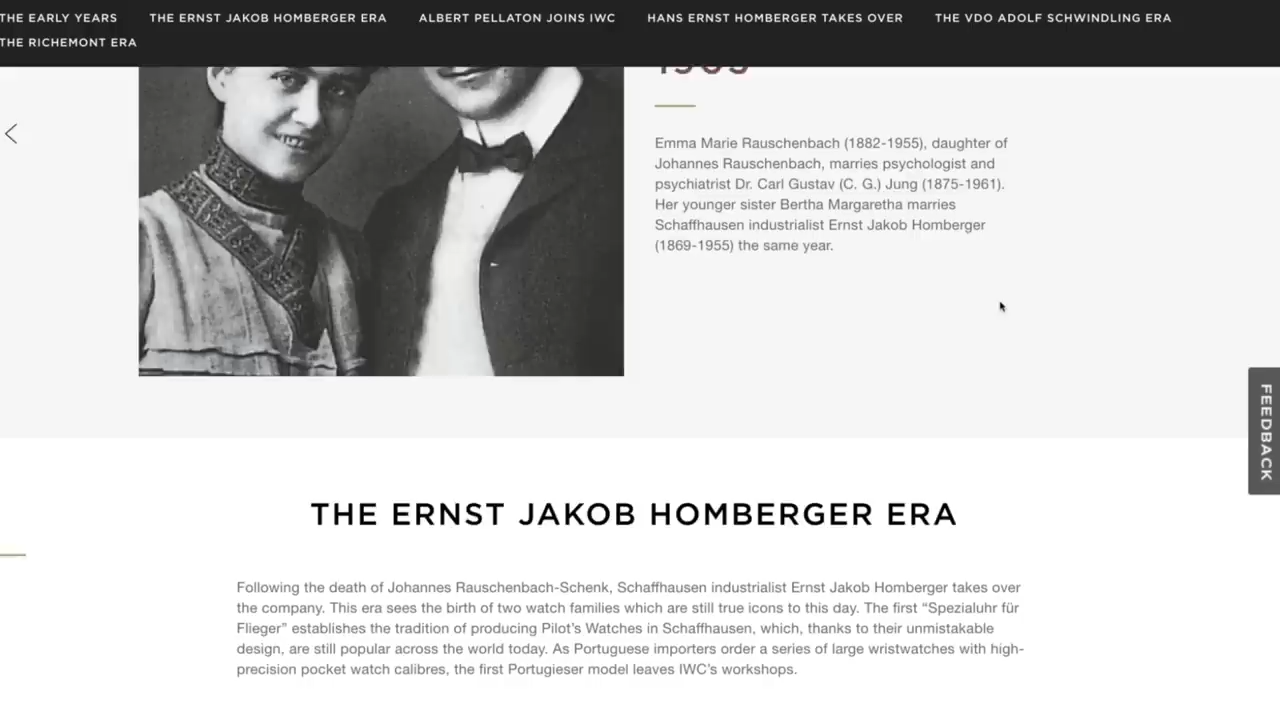 THE EARLY YEARS THE ERNST JAKOB HOMBERGER ERA ALBERT PELLATON JOINS IWC HANS ERNST HOMBERGER TAKES OVER THE VDO ADOLF SCHWINDLING ERA
THE RICHEMONT ERA
Emma Marie Rauschenbach (1882-1955), daughter of
Johannes Rauschenbach, marries psychologist and
psychiatrist Dr. Carl Gustav (C. G.) Jung (1875-1961).
Her younger sister Bertha Margaretha marries
Schaffhausen industrialist Ernst Jakob Homberger
(1869-1955) the same year.
FEEDBACK
THE ERNST JAKOB HOMBERGER ERA
Following the death of Johannes Rauschenbach-Schenk, Schaffhausen industrialist Ernst Jakob Homberger takes over
the company. This era sees the birth of two watch families which are still true icons to this day. The first “Spezialuhr für
Flieger” establishes the tradition of producing Pilot’s Watches in Schaffhausen, which, thanks to their unmistakable
design, are still popular across the world today. As Portuguese importers order a series of large wristwatches with high-
precision pocket watch calibres, the first Portugieser model leaves IWC’s workshops.